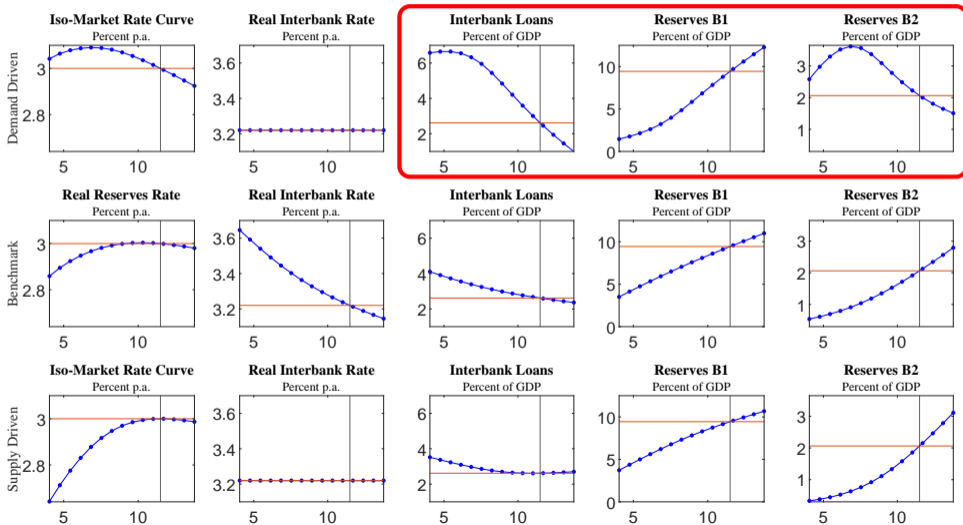 Iso-Market Rate Curve Real Interbank Rate Interbank Loans Reserves B1 Reserves B2
Percent p.a. Percent p.a. Percent of GDP Percent of GDP Percent of GDP
Demand Driven
3 2.8 5 10
3.6 3.4 3.2 5 10
6 4 2 5 10
10 5 0 5 10
3 2 1 5 10
Real Reserves Rate Real Interbank Rate Interbank Loans Reserves B1 Reserves B2
Percent p.a. Percent p.a. Percent of GDP Percent of GDP Percent of GDP
Benchmark
3 2.8 5 10
3.6 3.4 3.2 5 10
6 4 2 5 10
10 5 0 5 10
3 2 1 5 10
Iso-Market Rate Curve Real Interbank Rate Interbank Loans Reserves B1 Reserves B2
Percent p.a. Percent p.a. Percent of GDP Percent of GDP Percent of GDP
Supply Driven
3 2.8 5 10
3.6 3.4 3.2 5 10
6 4 2 5 10
10 5 0 5 10
3 2 1 5 10